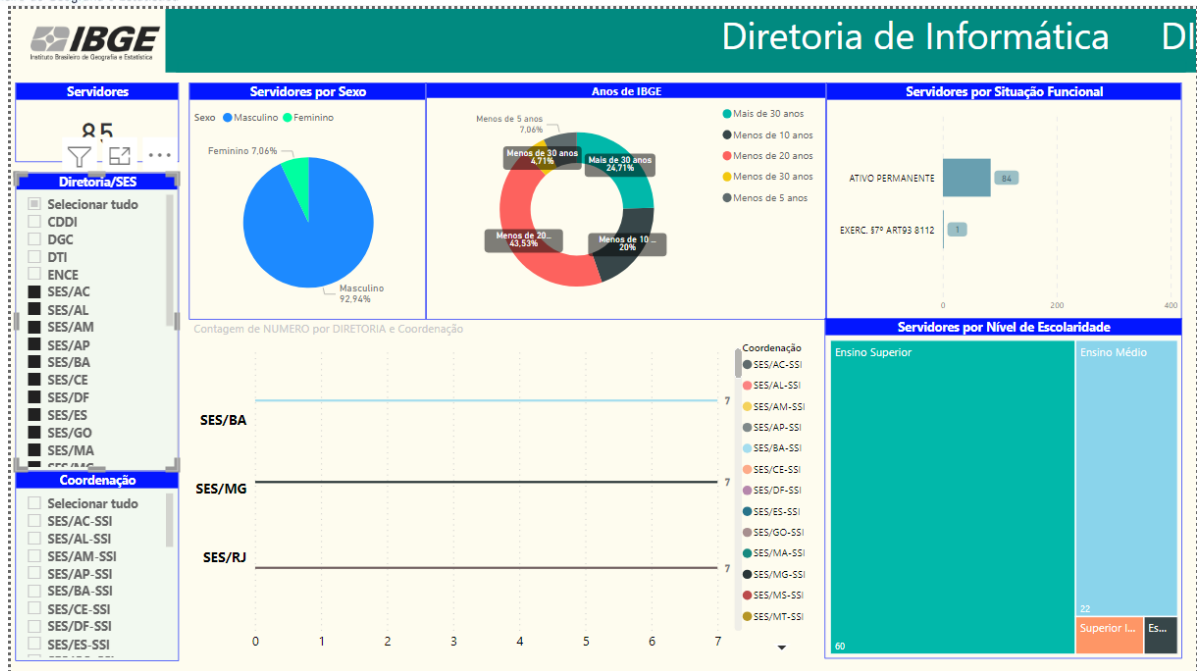 IBGE
Instituto Brasileiro de Geografia e Estatística
Diretoria de Informática
Servidores
85
Diretoria/SES
Selecionar tudo
CDDI
DGC
DTI
ENCE
SES/AC
SES/AL
SES/AM
SES/AP
SES/BA
SES/CE
SES/DF
SES/ES
SES/GO
SES/MA
Coordenação
Selecionar tudo
SES/AC-SSI
SES/AL-SSI
SES/AM-SSI
SES/AP-SSI
SES/BA-SSI
SES/CE-SSI
SES/DF-SSI
SES/ES-SSI
Servidores por Sexo
Sexo Masculino Feminino
Feminino 7,06%
Masculino
92,94%
Anos de IBGE
Menos de 5 anos
7,06%
Menos de 30 anos
4,71%
Mais de 30 anos
24,71%
Menos de 20...
43,53%
Menos de 10 ...
20%
Mais de 30 anos
Menos de 10 anos
Menos de 20 anos
Menos de 30 anos
Menos de 5 anos
Servidores por Situação Funcional
ATIVO PERMANENTE
84
EXERC. §7º ART93 8112
1
0 200 400
Contagem de NUMERO por DIRETORIA e Coordenação
SES/BA
7
SES/MG
7
SES/RJ
7
0 1 2 3 4 5 6 7
Coordenação
SES/AC-SSI
SES/AL-SSI
SES/AM-SSI
SES/AP-SSI
SES/BA-SSI
SES/CE-SSI
SES/DF-SSI
SES/ES-SSI
SES/GO-SSI
SES/MA-SSI
SES/MG-SSI
SES/MS-SSI
SES/MT-SSI
Servidores por Nível de Escolaridade
Ensino Superior
60
Ensino Médio
22
Superior I...
Es...